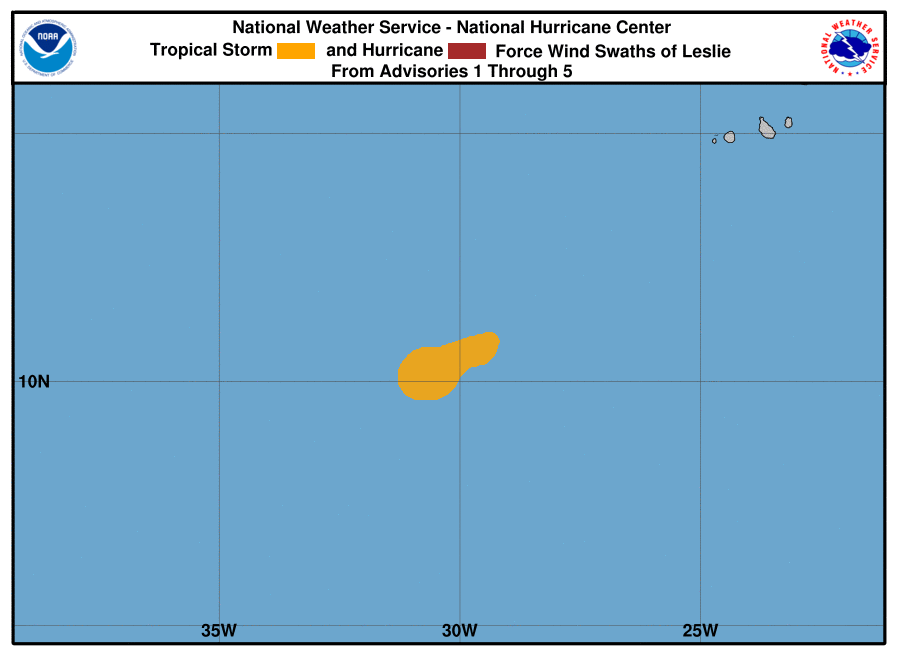 National Weather Service - National Hurricane Center
Tropical Storm and Hurricane Force Wind Swaths of Leslie
From Advisories 1 Through 5
NOAA
NATIONAL WEATHER SERVICE
10N
35W 30W 25W